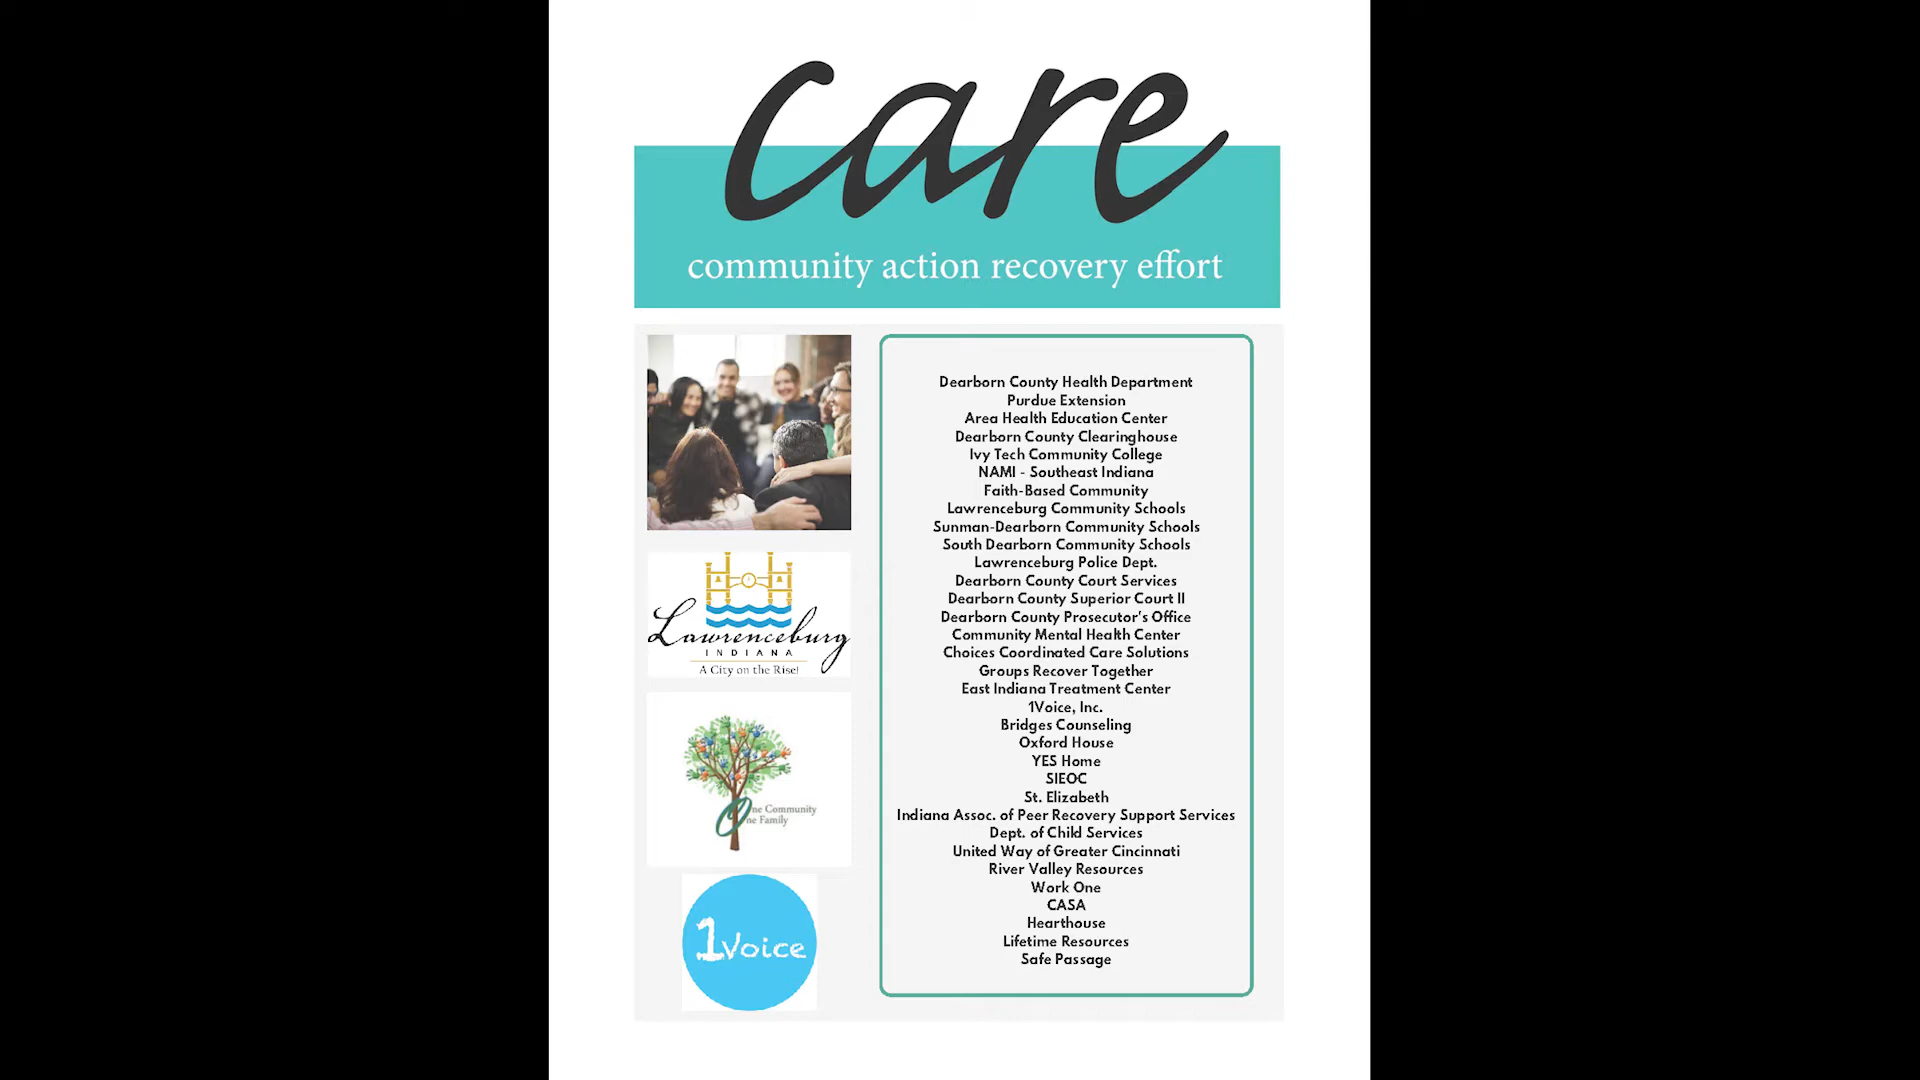 care
community action recovery effort
Dearborn County Health Department
Purdue Extension
Area Health Education Center
Dearborn County Clearinghouse
Ivy Tech Community College
NAMI - Southeast Indiana
Faith-Based Community
Lawrenceburg Community Schools
Sunman-Dearborn Community Schools
South Dearborn Community Schools
Lawrenceburg Police Dept.
Dearborn County Court Services
Dearborn County Superior Court II
Dearborn County Prosecutor's Office
Community Mental Health Center
Choices Coordinated Care Solutions
Groups Recover Together
East Indiana Treatment Center
1Voice, Inc.
Bridges Counseling
Oxford House
YES Home
SIEOC
St. Elizabeth
Indiana Assoc. of Peer Recovery Support Services
Dept. of Child Services
United Way of Greater Cincinnati
River Valley Resources
Work One
CASA
Hearthouse
Lifetime Resources
Safe Passage
Lawrenceburg
INDIANA
A City on the Rise!
One Community
One Family
1Voice